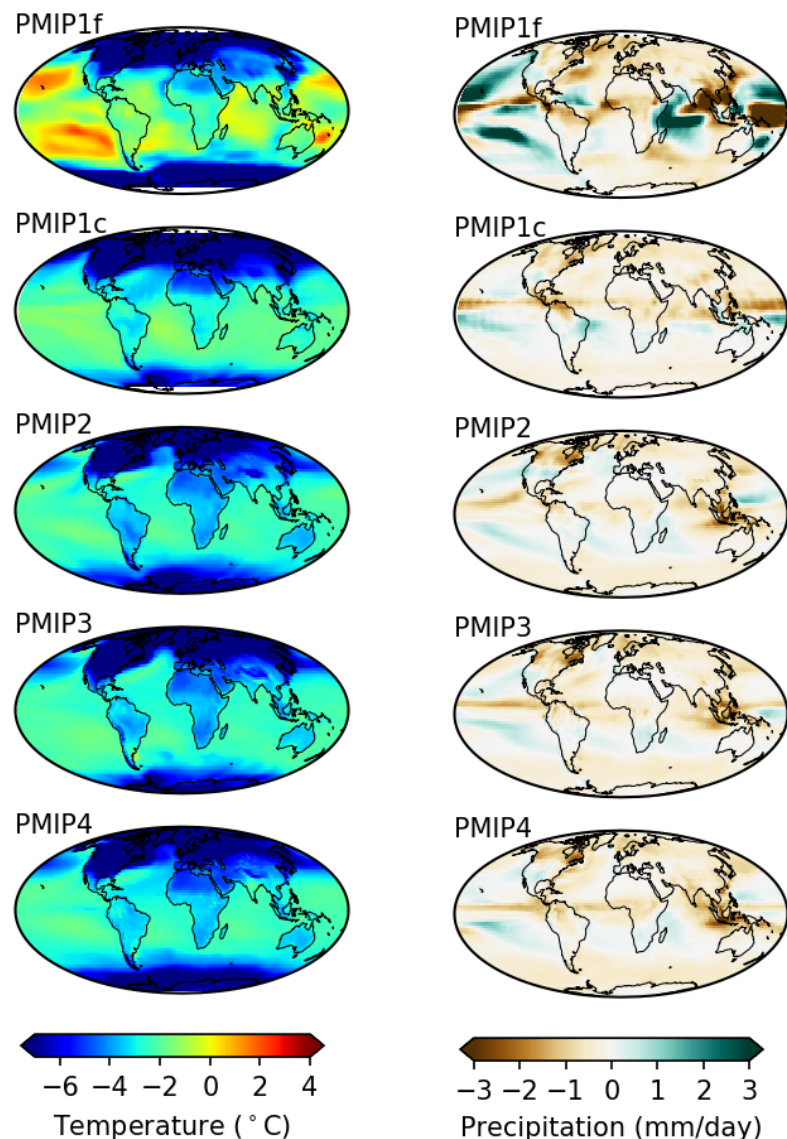 PMIP1f
PMIP1f
PMIP1c
PMIP1c
PMIP2
PMIP2
PMIP3
PMIP3
PMIP4
PMIP4
−6 −4 −2 0 2 4
−3 −2 −1 0 1 2 3
Temperature (°C)
Precipitation (mm/day)